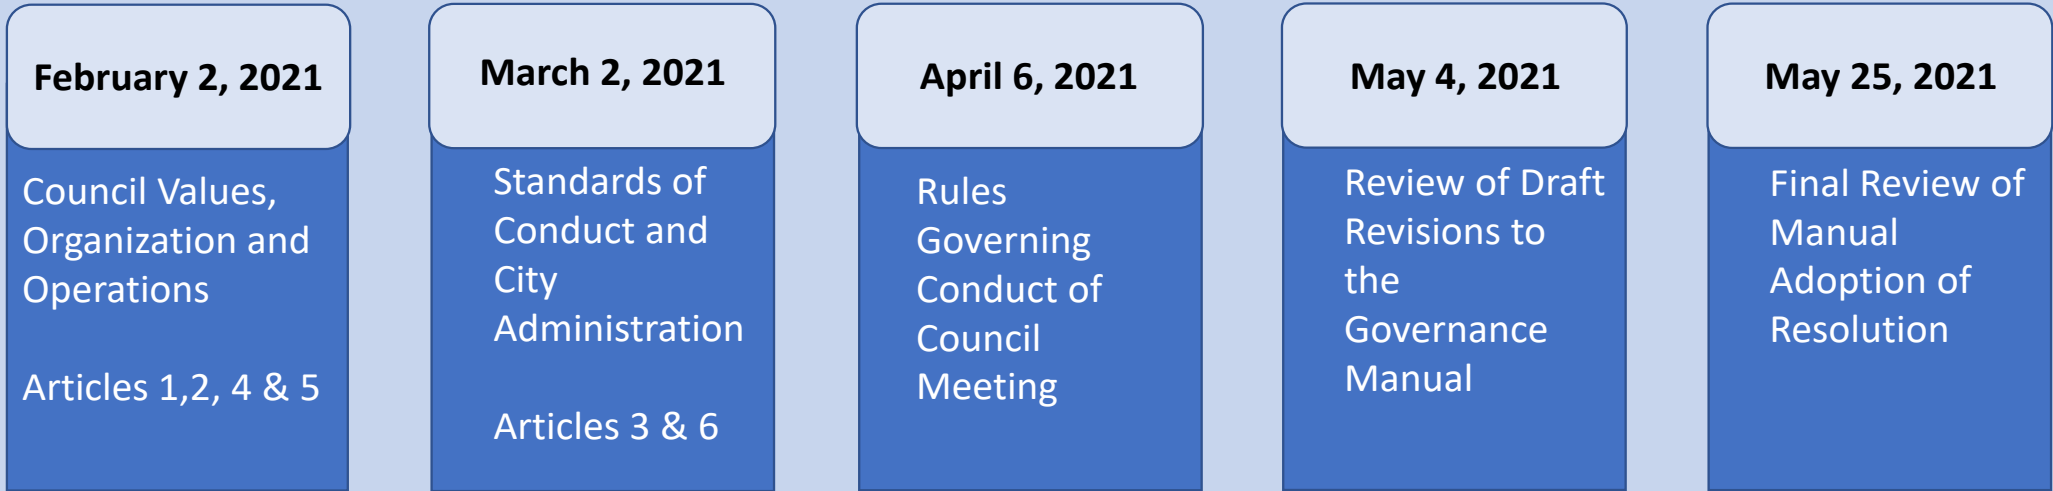 February 2, 2021
Council Values,
Organization and
Operations
Articles 1,2, 4 & 5
March 2, 2021
Standards of
Conduct and
City
Administration
Articles 3 & 6
April 6, 2021
Rules
Governing
Conduct of
Council
Meeting
May 4, 2021
Review of Draft
Revisions to
the
Governance
Manual
May 25, 2021
Final Review of
Manual
Adoption of
Resolution